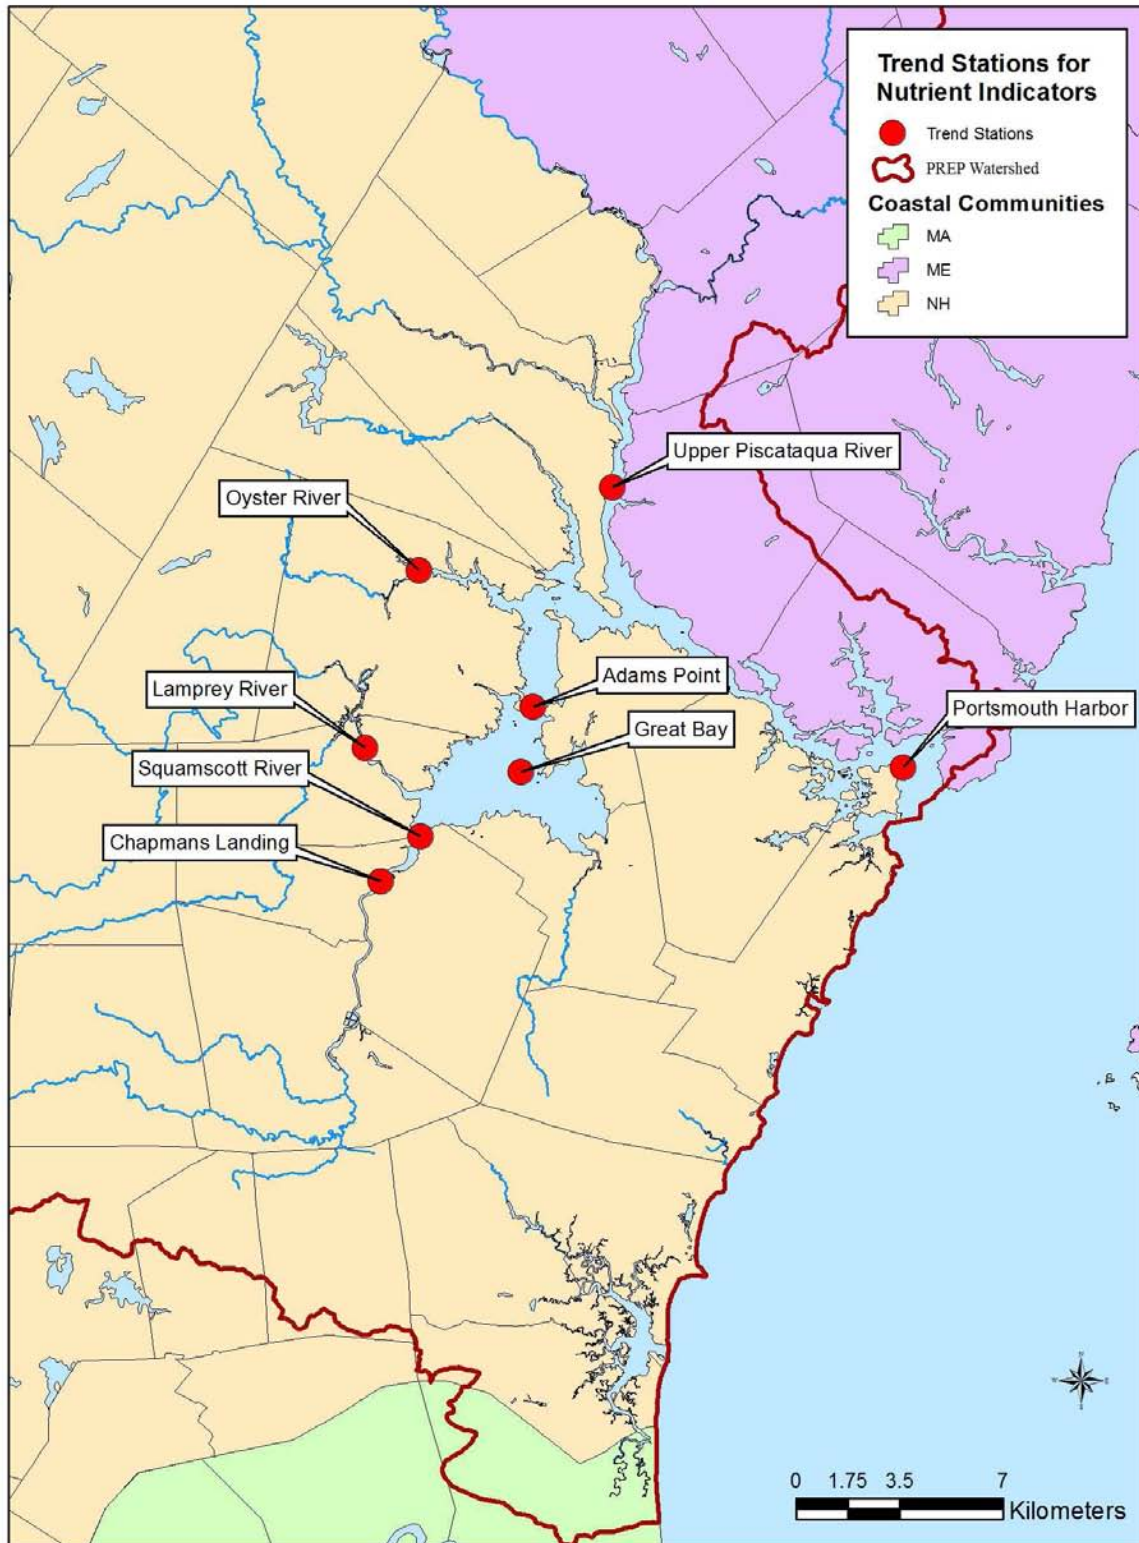 Trend Stations for
Nutrient Indicators
Trend Stations
PREP Watershed
Coastal Communities
MA
ME
NH
Upper Piscataqua River
Oyster River
Adams Point
Lamprey River
Portsmouth Harbor
Great Bay
Squamscott River
Chapmans Landing
N
W E
S
0 1.75 3.5 7
Kilometers